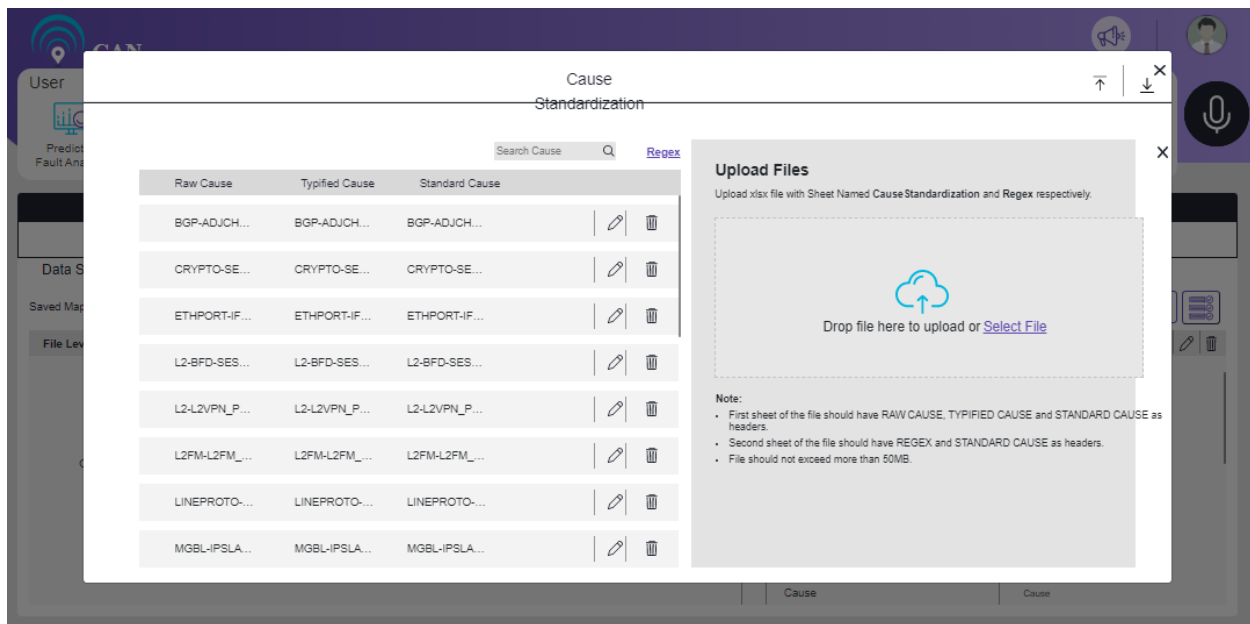 CAN
User
Predict
Fault Ana
Data S
Saved Map
File Lev
Cause
Standardization
Search Cause
Regex
Raw Cause Typified Cause Standard Cause
BGP-ADJCH... BGP-ADJCH... BGP-ADJCH...
CRYPTO-SE... CRYPTO-SE... CRYPTO-SE...
ETHPORT-IF... ETHPORT-IF... ETHPORT-IF...
L2-BFD-SES... L2-BFD-SES... L2-BFD-SES...
L2-L2VPN_P... L2-L2VPN_P... L2-L2VPN_P...
L2FM-L2FM_... L2FM-L2FM_... L2FM-L2FM_...
LINEPROTO-... LINEPROTO-... LINEPROTO-...
MGBL-IPSLA... MGBL-IPSLA... MGBL-IPSLA...
Upload Files
Upload xlsx file with Sheet Named CauseStandardization and Regex respectively.
Drop file here to upload or Select File
Note:
• First sheet of the file should have RAW CAUSE, TYPIFIED CAUSE and STANDARD CAUSE as
headers.
• Second sheet of the file should have REGEX and STANDARD CAUSE as headers.
• File should not exceed more than 50MB.
Cause Cause